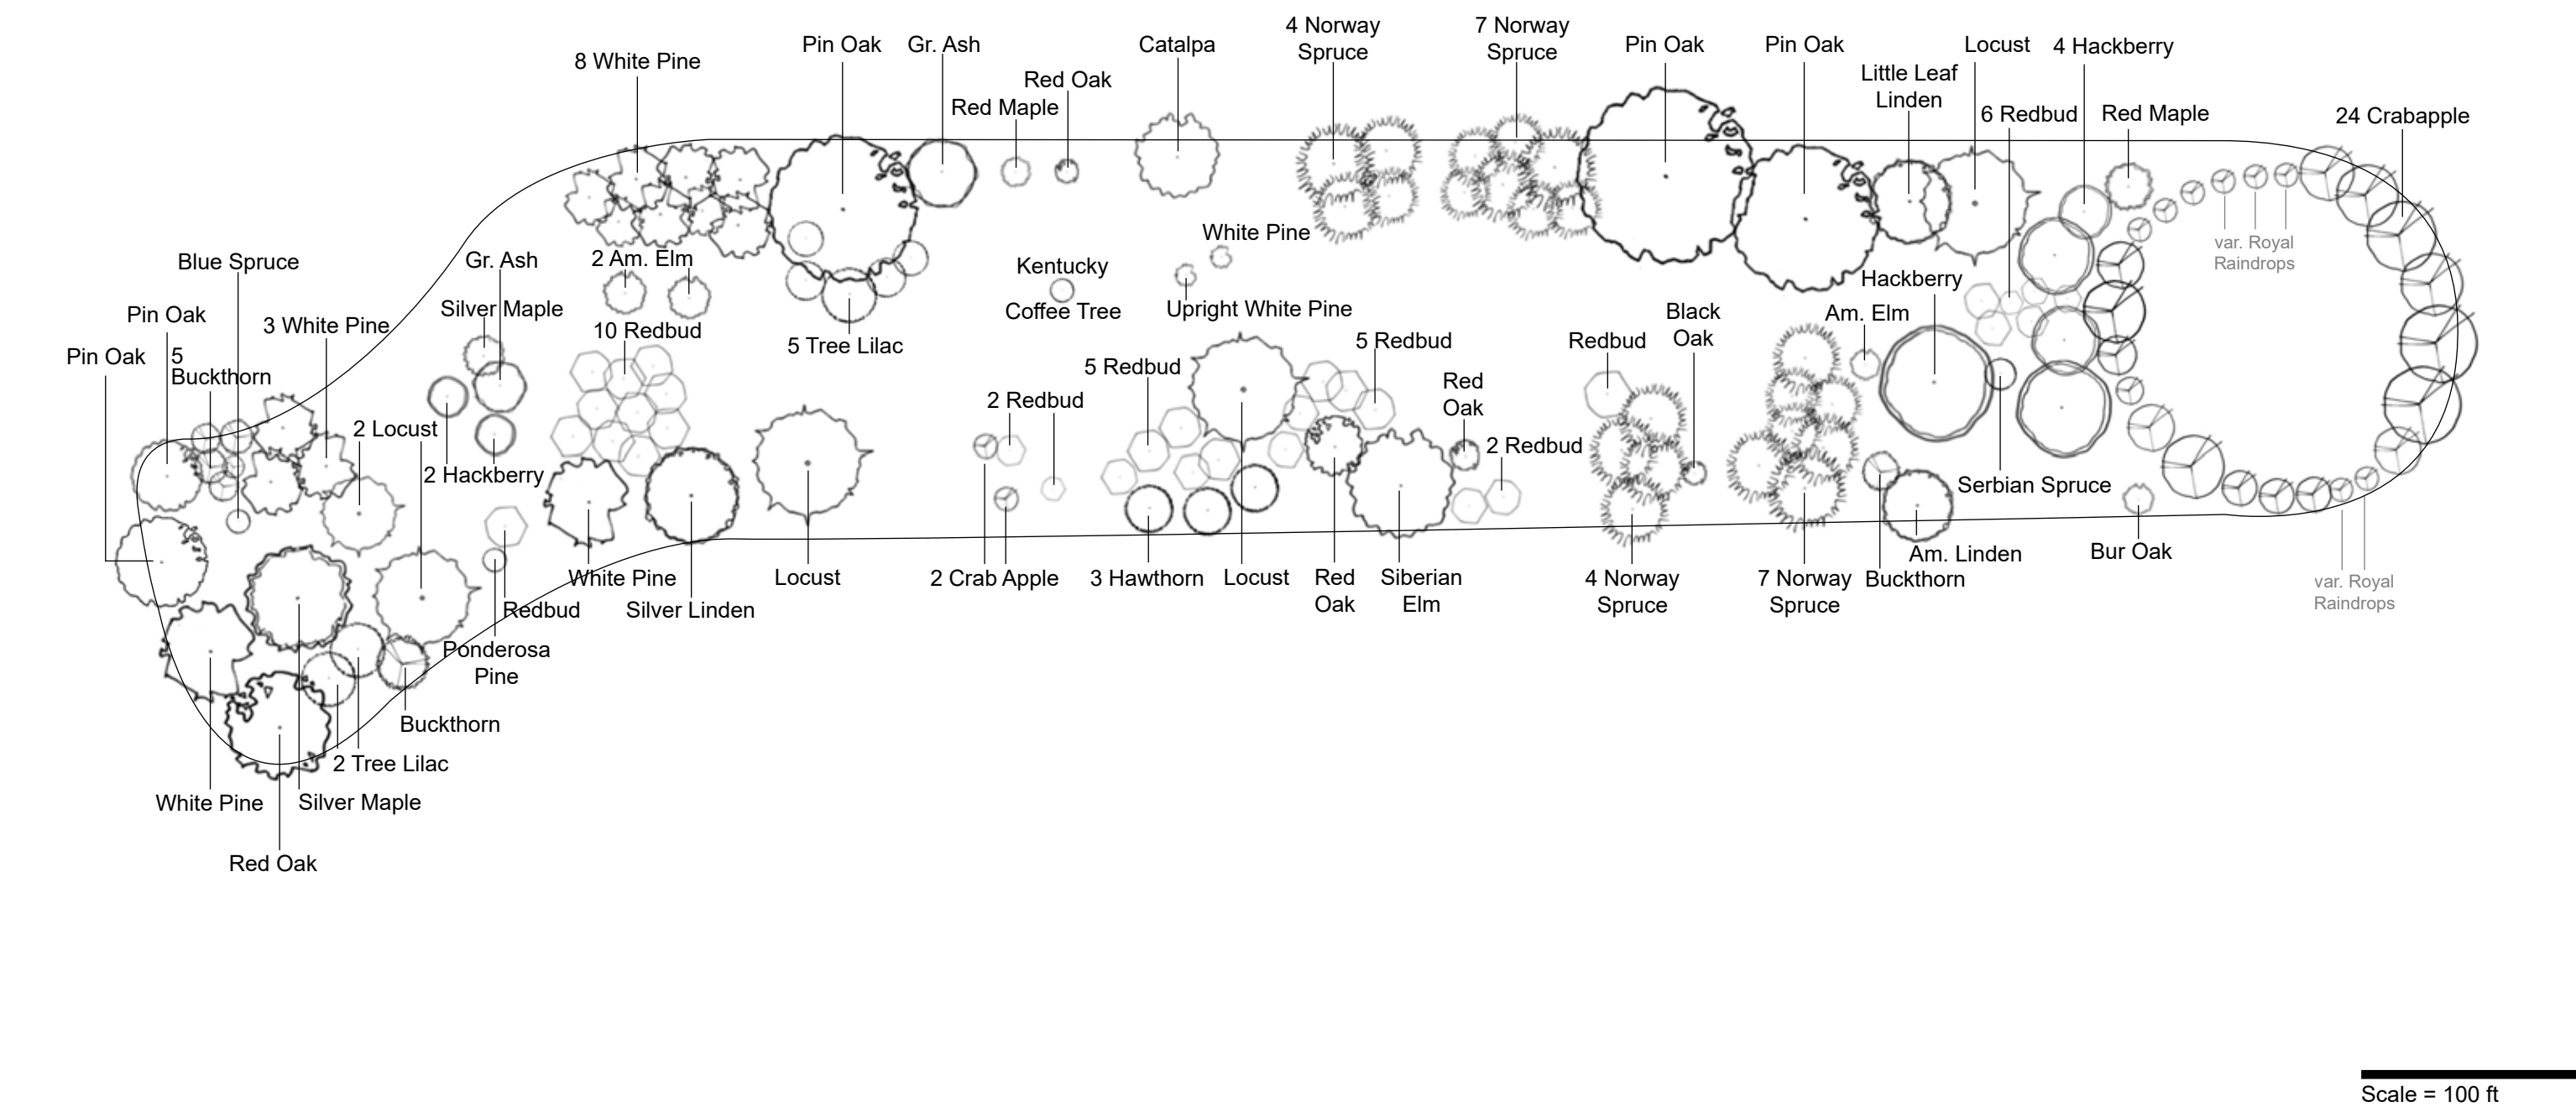 4 Norway
Spruce
7 Norway
Spruce
Pin Oak
Gr. Ash
Catalpa
Pin Oak
Pin Oak
Locust
4 Hackberry
8 White Pine
Red Oak
Little Leaf
Linden
Red Maple
6 Redbud
Red Maple
24 Crabapple
White Pine
var. Royal
Raindrops
Blue Spruce
Gr. Ash
2 Am. Elm
Kentucky
Coffee Tree
Hackberry
Pin Oak
3 White Pine
Silver Maple
Upright White Pine
Black
Oak
Am. Elm
10 Redbud
5 Tree Lilac
5 Redbud
Redbud
Pin Oak
5
Buckthorn
5 Redbud
Red
Oak
2 Redbud
2 Locust
2 Redbud
2 Hackberry
Serbian Spruce
Am. Linden
Bur Oak
White Pine
Locust
2 Crab Apple
3 Hawthorn
Locust
Red
Oak
Siberian
Elm
4 Norway
Spruce
7 Norway
Spruce
Buckthorn
var. Royal
Raindrops
Redbud
Silver Linden
Ponderosa
Pine
Buckthorn
2 Tree Lilac
White Pine
Silver Maple
Red Oak
Scale = 100 ft